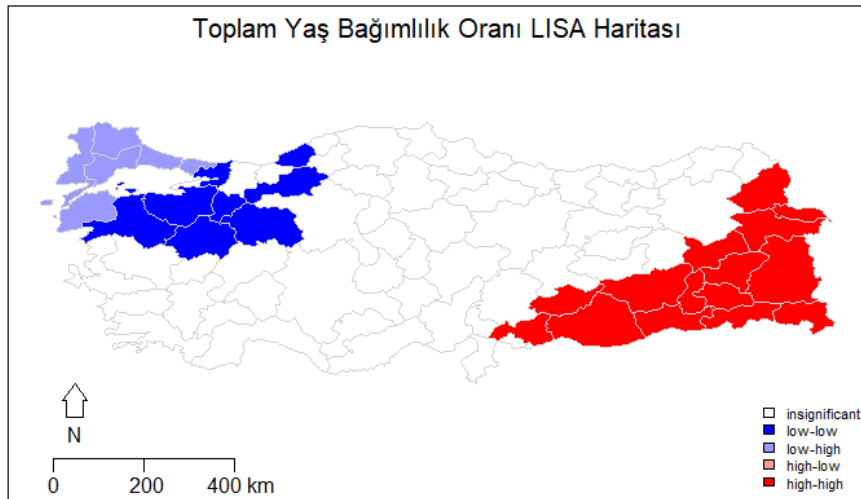 Toplam Yaş Bağımlılık Oranı LISA Haritası
N
0 200 400 km
insignificant
low-low
low-high
high-low
high-high